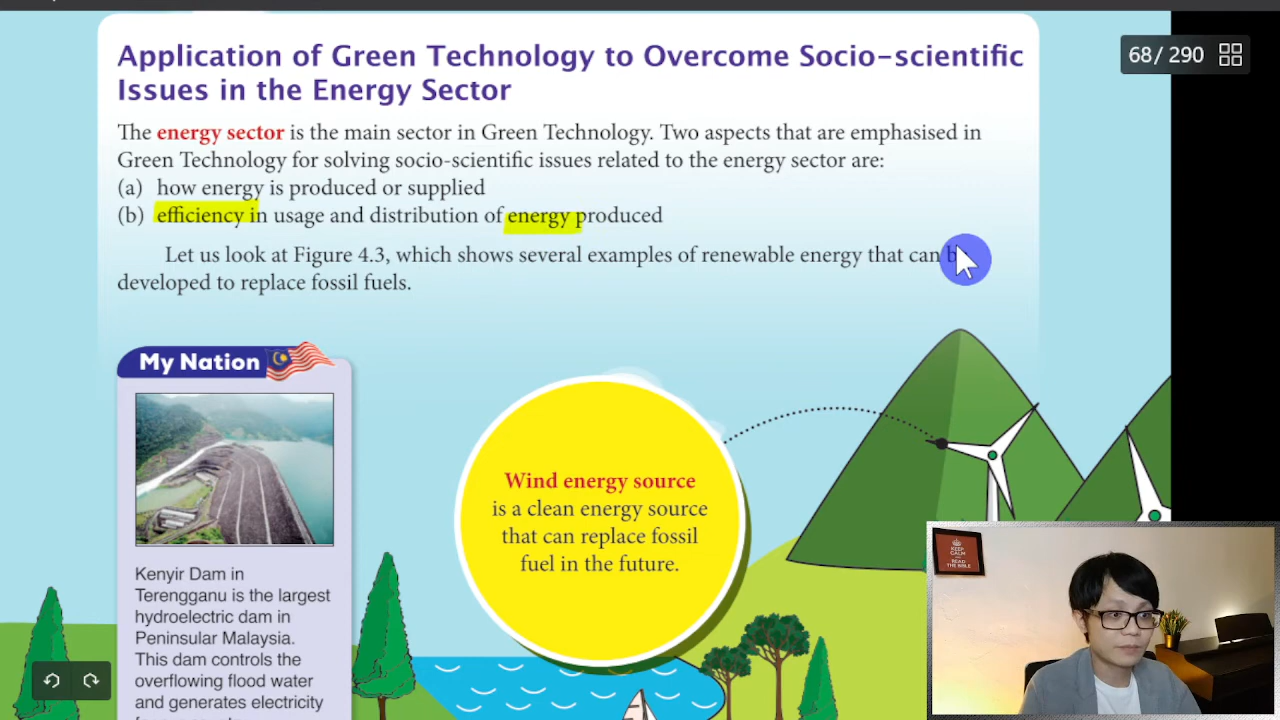 Application of Green Technology to Overcome Socio-scientific
Issues in the Energy Sector
68/ 290
The energy sector is the main sector in Green Technology. Two aspects that are emphasised in
Green Technology for solving socio-scientific issues related to the energy sector are:
(a) how energy is produced or supplied
(b) efficiency in usage and distribution of energy produced
Let us look at Figure 4.3, which shows several examples of renewable energy that can
developed to replace fossil fuels.
My Nation
Wind energy source
is a clean energy source
that can replace fossil
fuel in the future.
Kenyir Dam in
Terengganu is the largest
hydroelectric dam in
Peninsular Malaysia.
This dam controls the
overflowing flood water
and generates electricity
KEEP
CALM
AND
READ
THE BIBLE